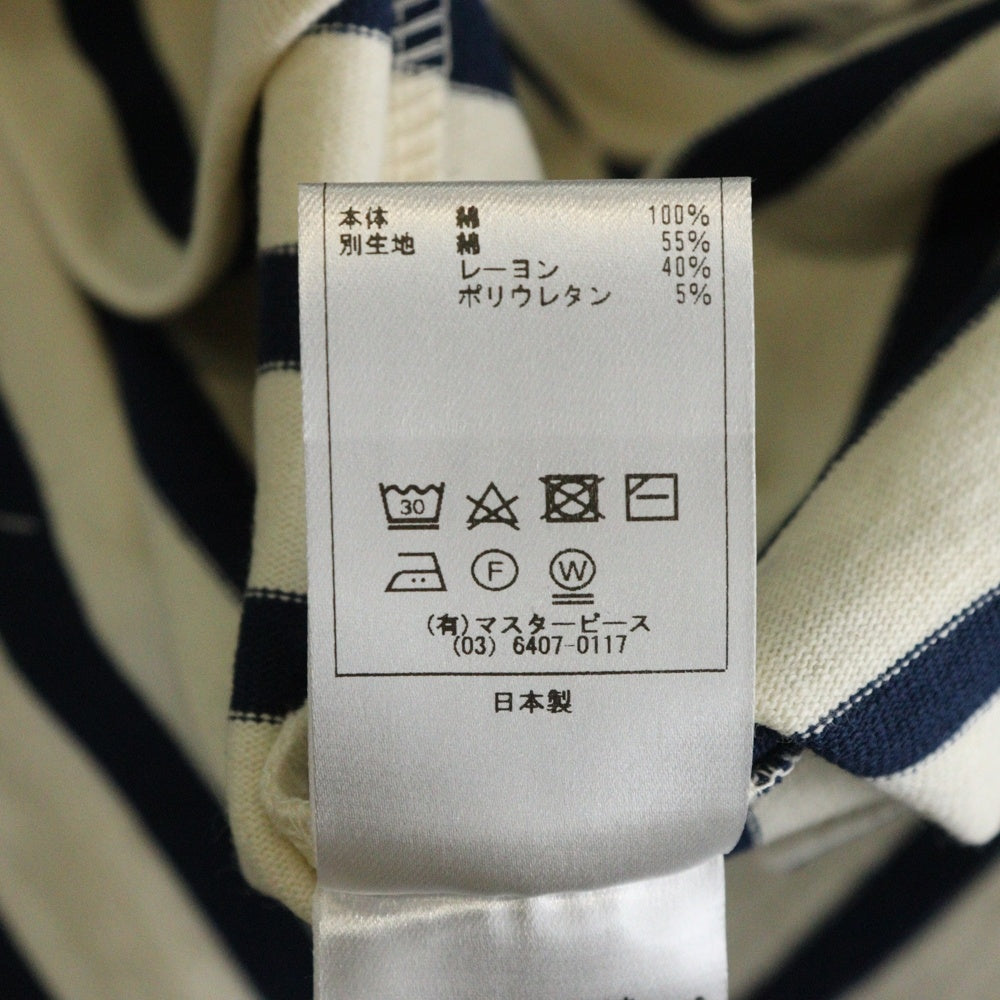 本体 綿 100%
別生地 綿 55%
レーヨン 40%
ポリウレタン 5%
30
F W
(有)マスターピース
(03) 6407-0117
日本製